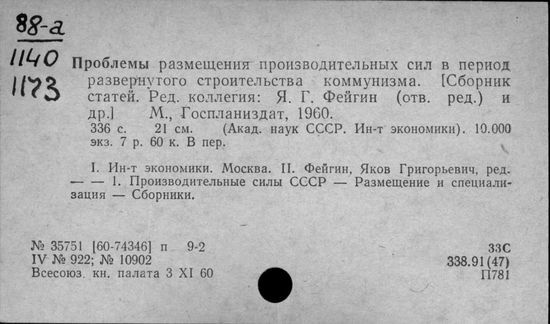 88-а
1140
1173
Проблемы размещения производительных сил в период
развернутого строительства коммунизма. [Сборник
статей. Ред. коллегия: Я. Г. Фейгин (отв. ред.) и
др.] М., Госпланиздат, 1960.
336 с. 21 см. (Акад. наук СССР. Ин-т экономики). 10.000
экз. 7 р. 60 к. В пер.
I. Ин-т экономики. Москва. II. Фейгин, Яков Григорьевич, ред.—
— — 1. Производительные силы СССР — Размещение и специали-
зация — Сборники.
№ 35751 [60-74346] п 9-2
33С
IV № 922; № 10902
338.91(47)
Всесоюз. кн. палата 3 XI 60
П781